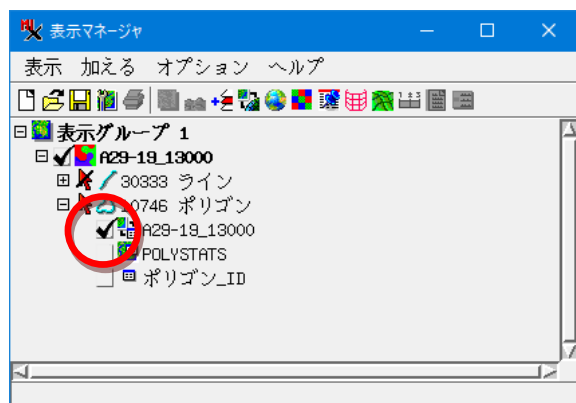 表示マネージャ
表示 加える オプション ヘルプ
表示グループ 1
A29-19_13000
30333 ライン
10746 ポリゴン
A29-19_13000
POLYSTATS
ポリゴン_ID